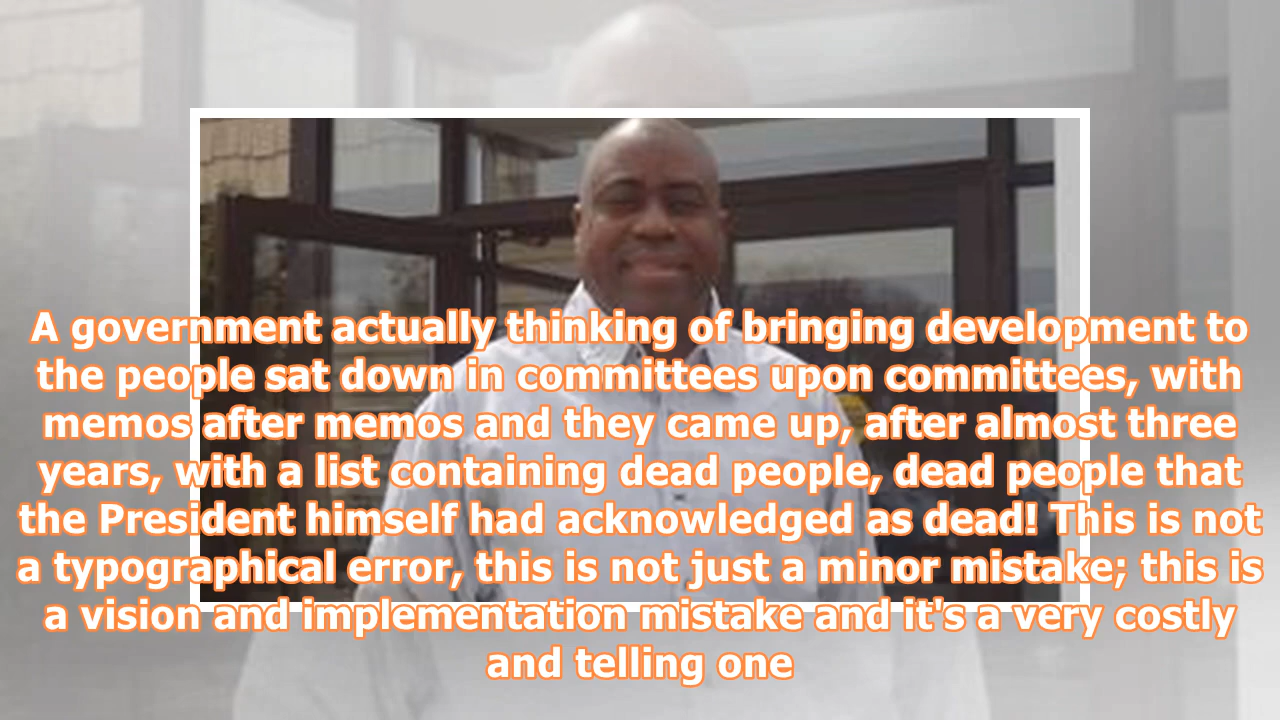 A government actually thinking of bringing development to
the people sat down in committees upon committees, with
memos after memos and they came up, after almost three
years, with a list containing dead people, dead people that
the President himself had acknowledged as dead! This is not
a typographical error, this is not just a minor mistake; this is
a vision and implementation mistake and it's a very costly
and telling one